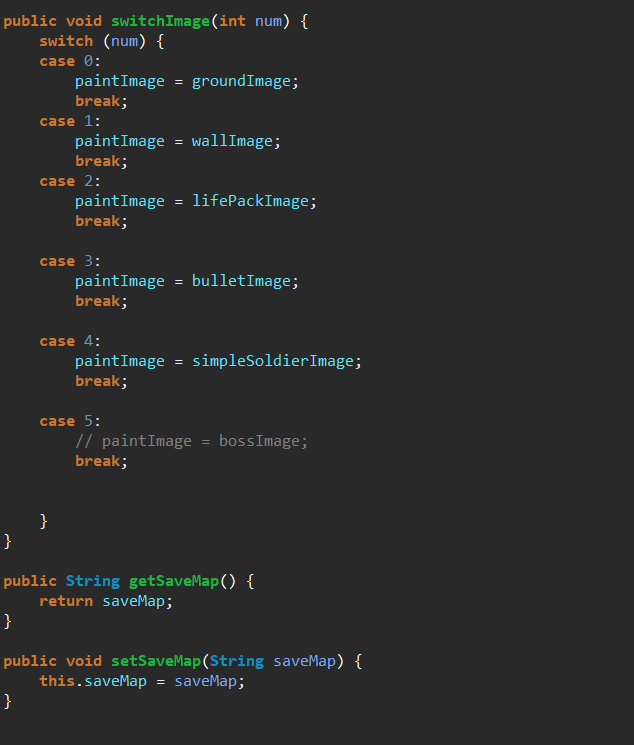 public void switchImage(int num) {
    switch (num) {
    case 0:
        paintImage = groundImage;
        break;
    case 1:
        paintImage = wallImage;
        break;
    case 2:
        paintImage = lifePackImage;
        break;

    case 3:
        paintImage = bulletImage;
        break;

    case 4:
        paintImage = simpleSoldierImage;
        break;

    case 5:
        // paintImage = bossImage;
        break;


    }
}

public String getSaveMap() {
    return saveMap;
}

public void setSaveMap(String saveMap) {
    this.saveMap = saveMap;
}